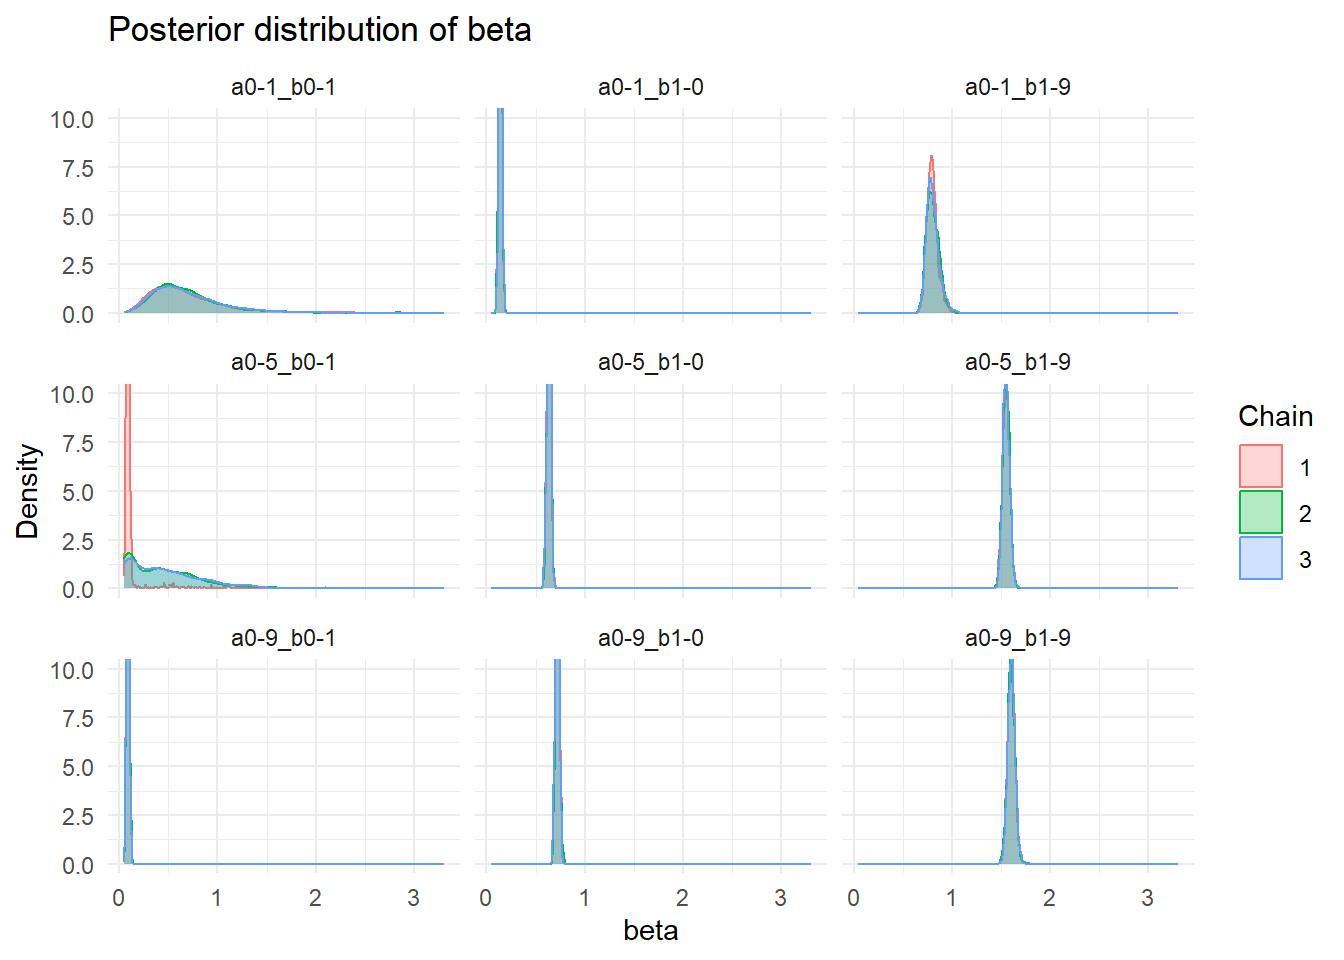 Posterior distribution of beta
a0-1_b0-1
a0-1_b1-0
a0-1_b1-9
10.0
7.5
5.0
2.5
0.0
a0-5_b0-1
a0-5_b1-0
a0-5_b1-9
10.0
7.5
5.0
2.5
0.0
Density
Chain
1
2
3
a0-9_b0-1
a0-9_b1-0
a0-9_b1-9
10.0
7.5
5.0
2.5
0.0
0 1 2 3 0 1 2 3 0 1 2 3
beta